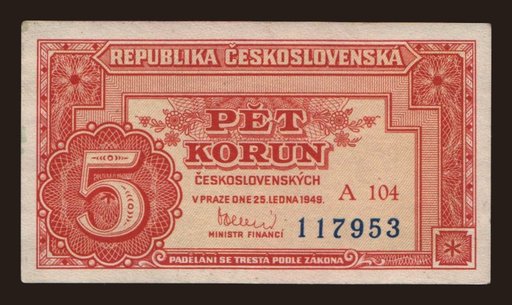 REPUBLIKA ČESKOSLOVENSKÁ
PĚT
KORUN
ČESKOSLOVENSKÝCH
V PRAZE DNE 25. LEDNA 1949.
A 104
MINISTR FINANCÍ
117953
5
PADĚLÁNÍ SE TRESTÁ PODLE ZÁKONA